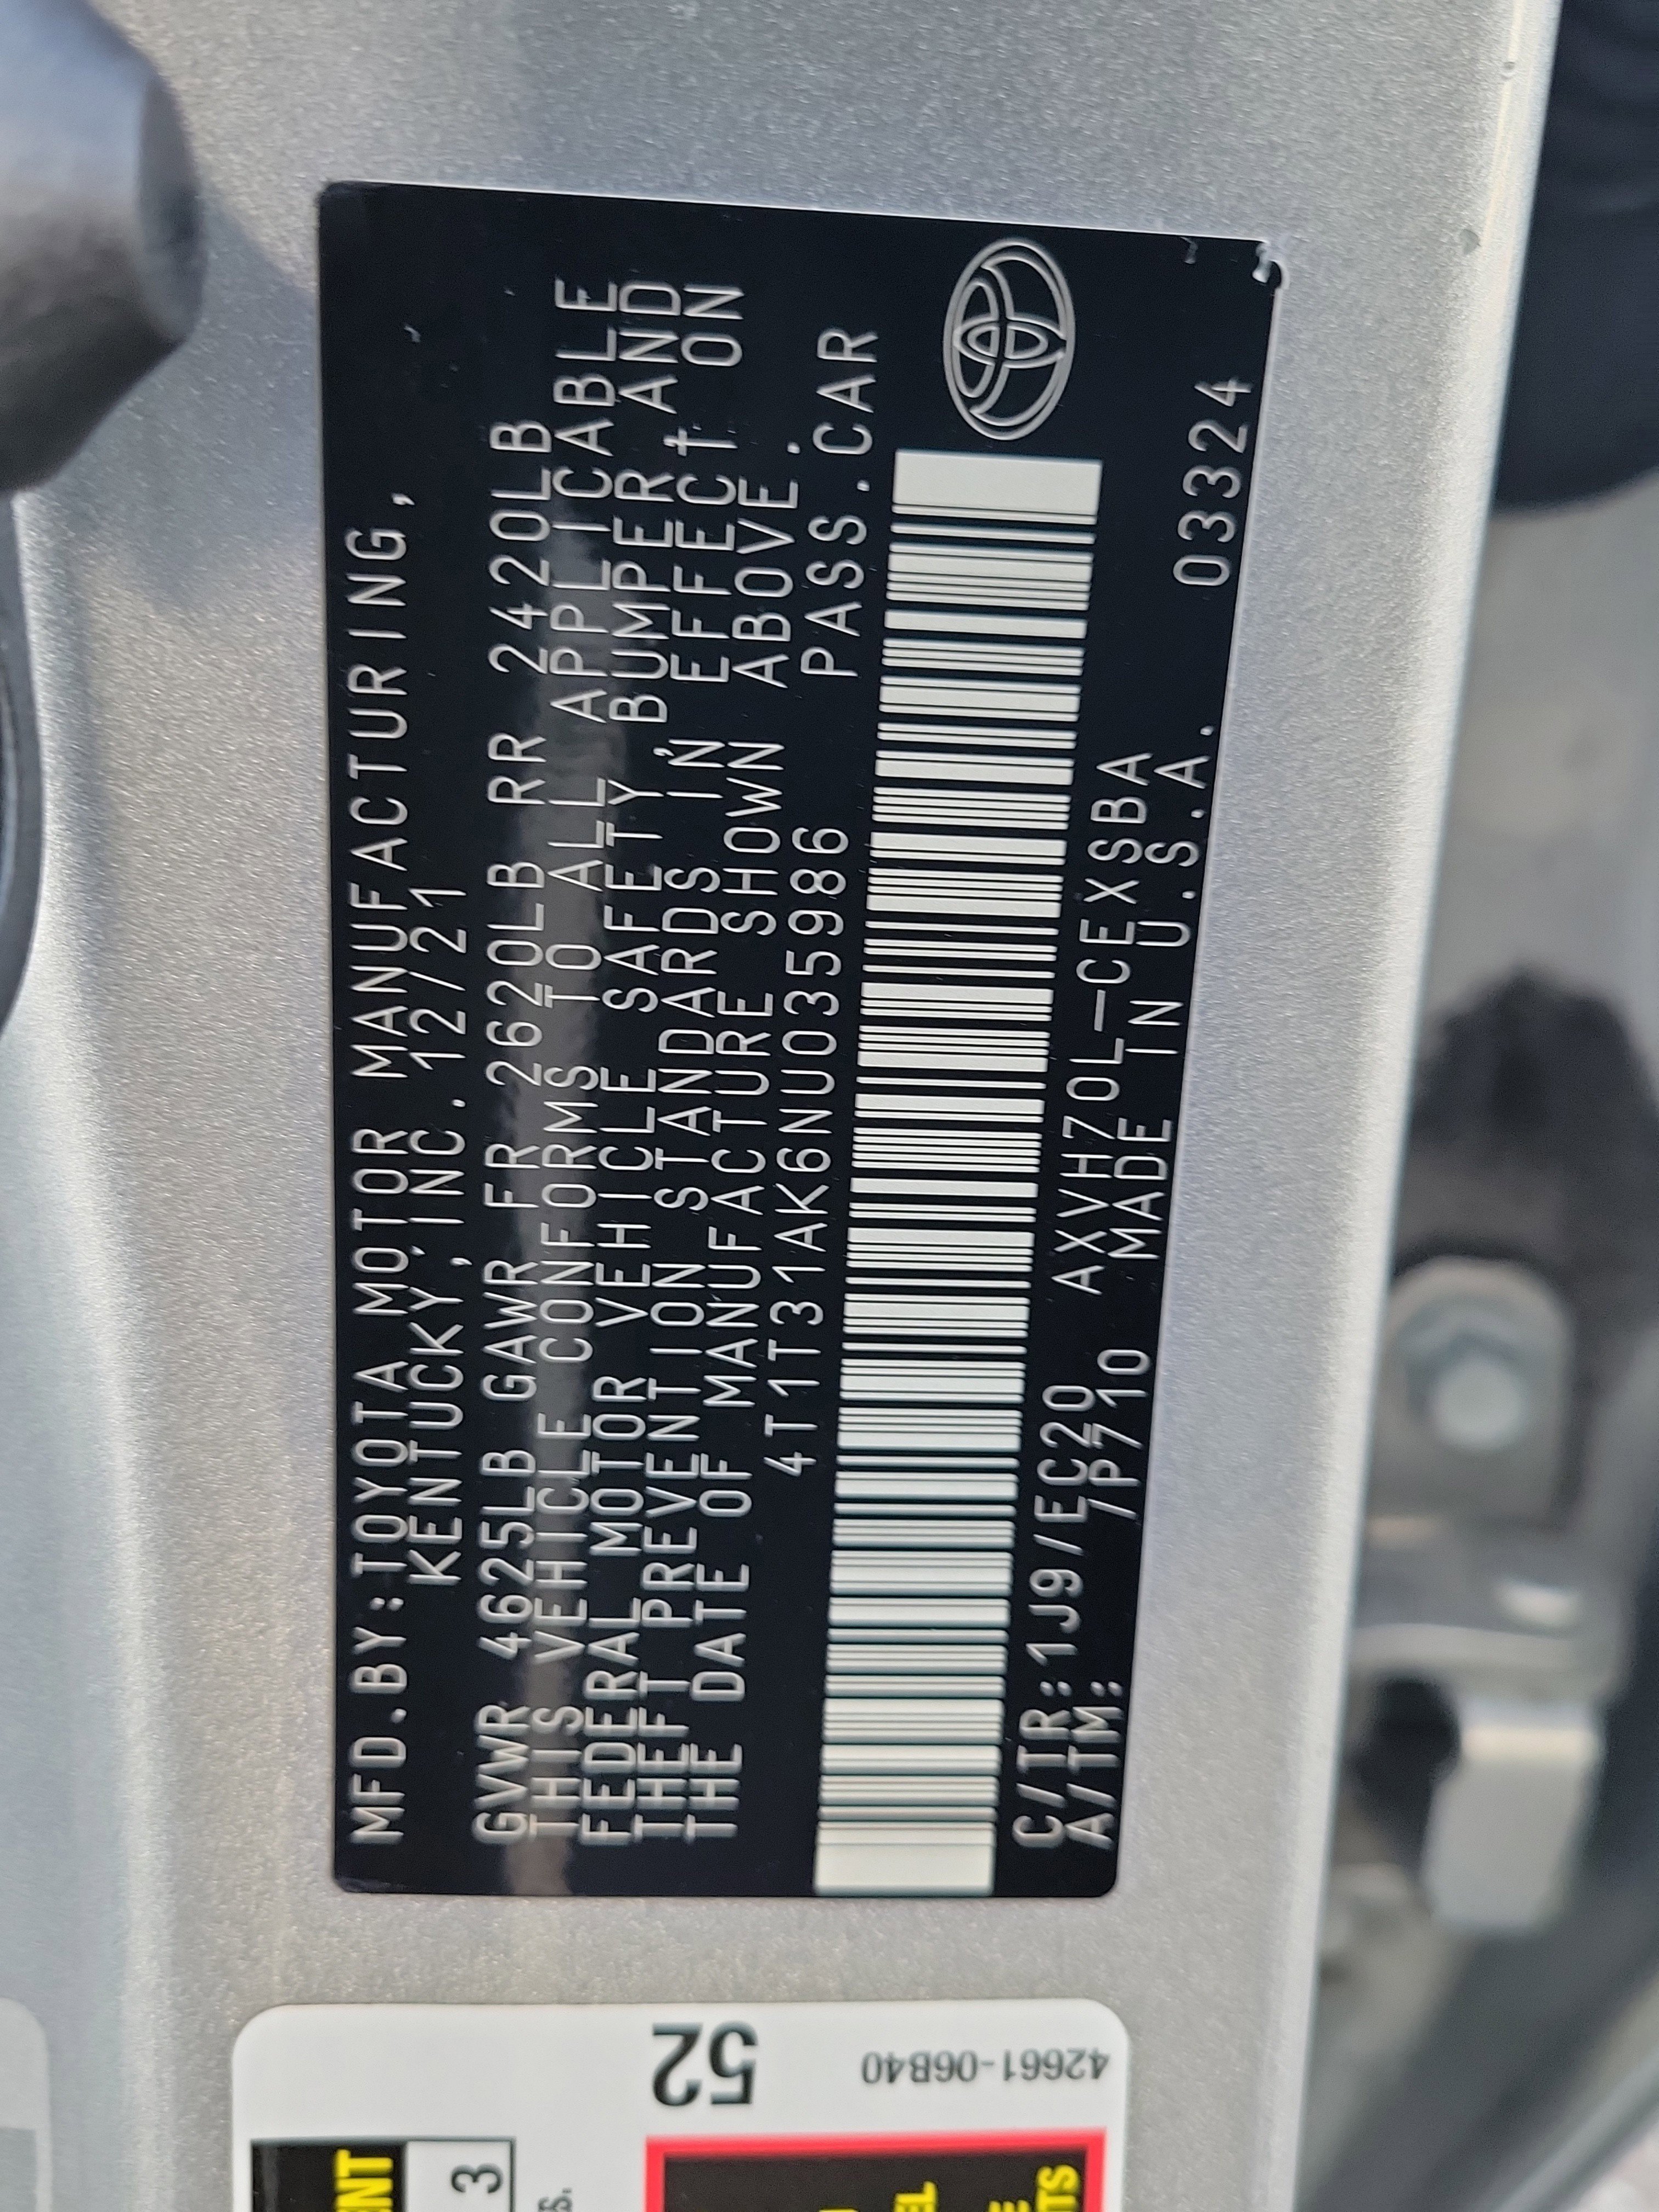 MFD.BY:TOYOTA MOTOR MANUFACTURING,
KENTUCKY,INC.12/21
GVWR 4625LB GAWR FR 2620LB RR 2420LB
THIS VEHICLE CONFORMS TO ALL APPLICABLE
FEDERAL MOTOR VEHICLE SAFETY, BUMPER AND
THEFT PREVENTION STANDARDS IN EFFECT ON
THE DATE OF MANUFACTURE SHOWN ABOVE.
4T1T31AK6NU035986 PASS.CAR
C/TR:1J9/EC20 AXVH70L-CEXSBA
A/TM: /P710 MADE IN U.S.A. 03324
52
42661-06B40
3